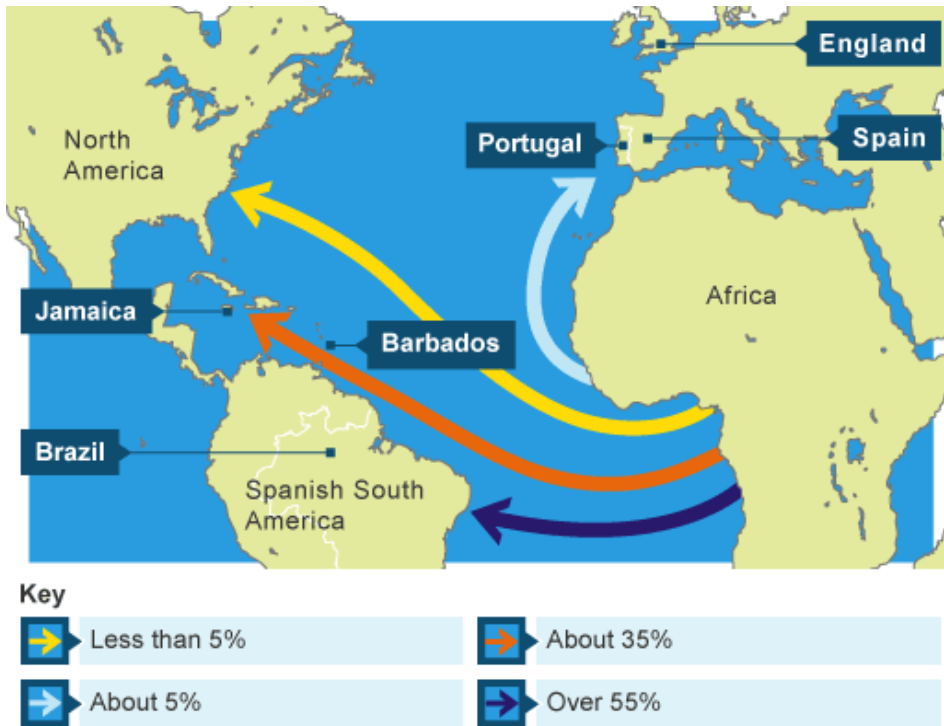 England
North
America
Portugal
Spain
Africa
Jamaica
Barbados
Brazil
Spanish South
America
Key
Less than 5%
About 35%
About 5%
Over 55%